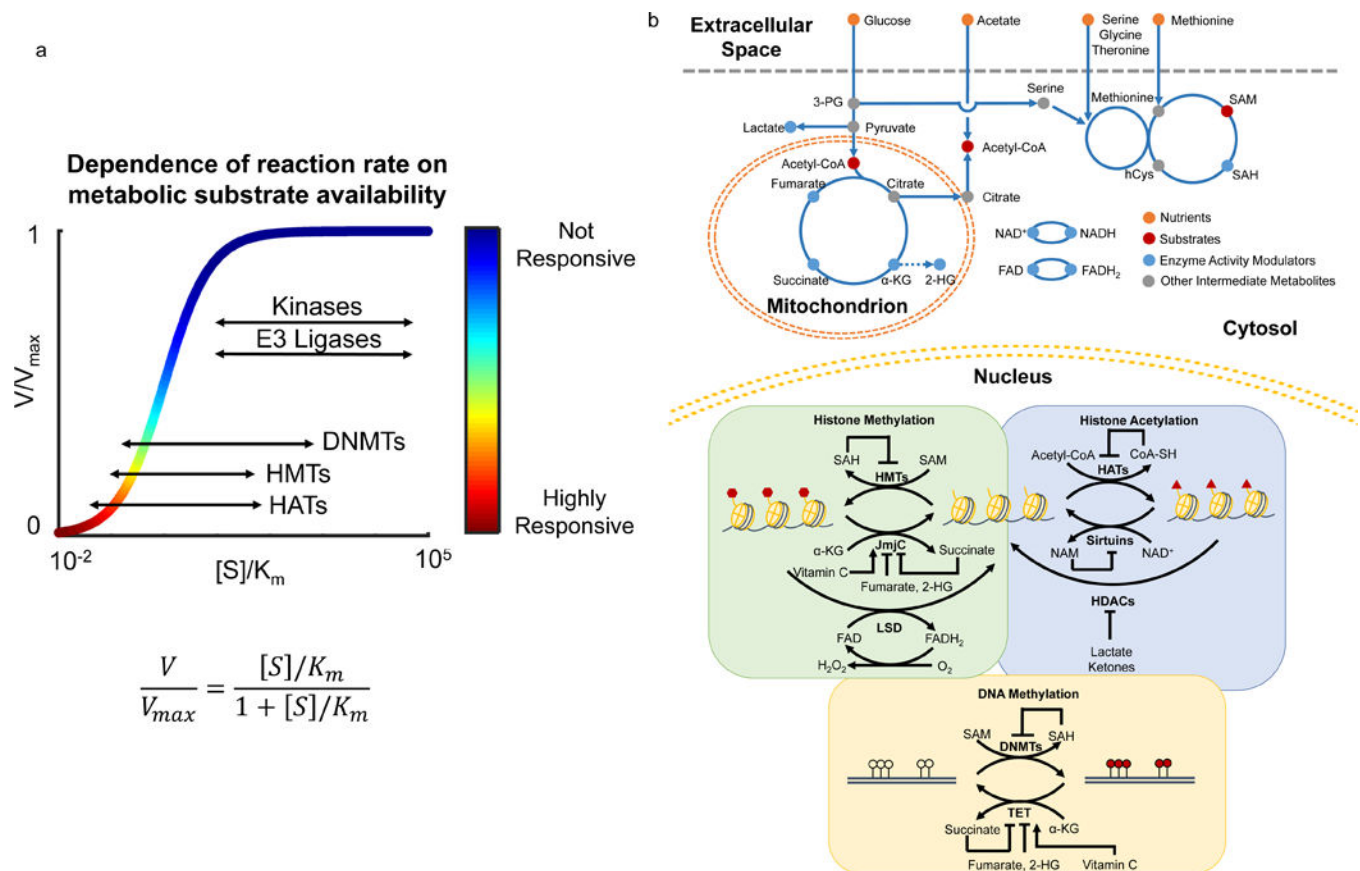 a
Dependence of reaction rate on
metabolic substrate availability
1
0
V/Vmax
10-2
105
[S]/Km
Kinases
E3 Ligases
DNMTs
HMTs
HATs
Not
Responsive
Highly
Responsive
V/Vmax = [S]/Km / 1 + [S]/Km
b
Extracellular
Space
Glucose
Acetate
Serine
Glycine
Theronine
Methionine
3-PG
Serine
Methionine
SAM
Lactate
Pyruvate
Acetyl-CoA
Acetyl-CoA
hCys
SAH
Fumarate
Citrate
Citrate
Succinate
α-KG
2-HG
Mitochondrion
NAD+
NADH
FAD
FADH2
Nutrients
Substrates
Enzyme Activity Modulators
Other Intermediate Metabolites
Cytosol
Nucleus
Histone Methylation
SAH
SAM
HMTs
α-KG
JmjC
Succinate
Vitamin C
Fumarate, 2-HG
LSD
FAD
FADH2
H2O2
O2
Histone Acetylation
Acetyl-CoA
CoA-SH
HATs
NAM
Sirtuins
NAD+
HDACs
Lactate
Ketones
DNA Methylation
SAM
DNMTs
SAH
TET
Succinate
α-KG
Fumarate, 2-HG
Vitamin C